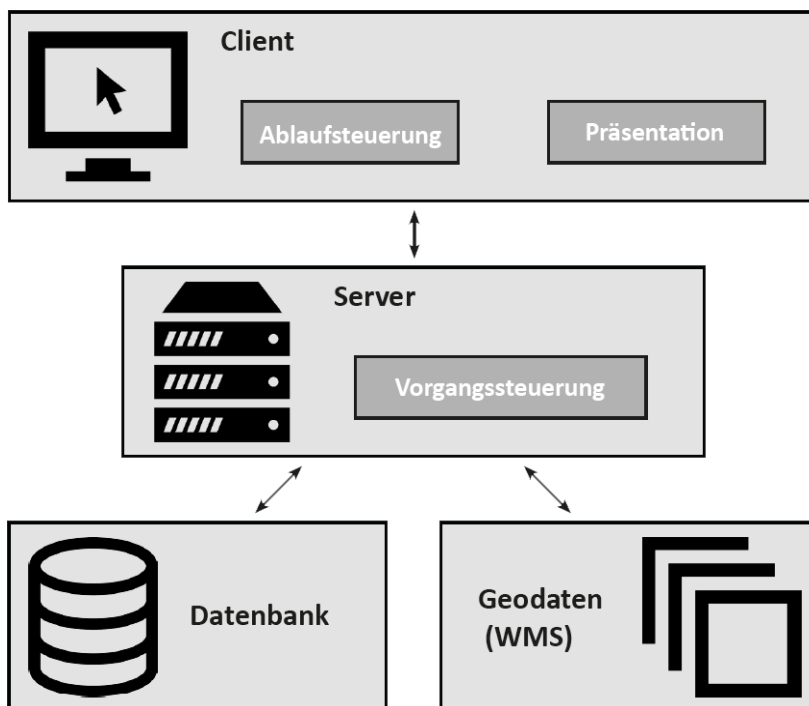 Client
Ablaufsteuerung
Präsentation
Server
Vorgangssteuerung
Datenbank
Geodaten
(WMS)